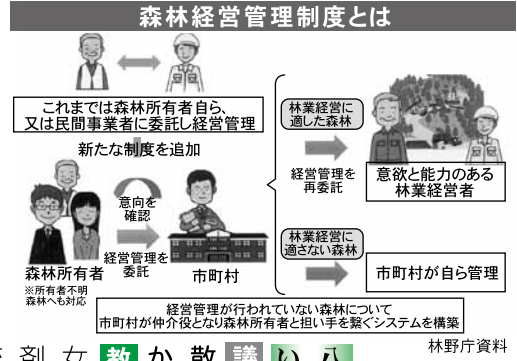 森林経営管理制度とは
これまでは森林所有者自ら、
又は民間事業者に委託し経営管理
新たな制度を追加
意向を
確認
経営管理を
委託
森林所有者
※所有者不明
森林へも対応
市町村
林業経営に
適した森林
経営管理を
再委託
意欲と能力のある
林業経営者
林業経営に
適さない森林
市町村が自ら管理
経営管理が行われていない森林について
市町村が仲介役となり森林所有者と担い手を繋ぐシステムを構築
林野庁資料